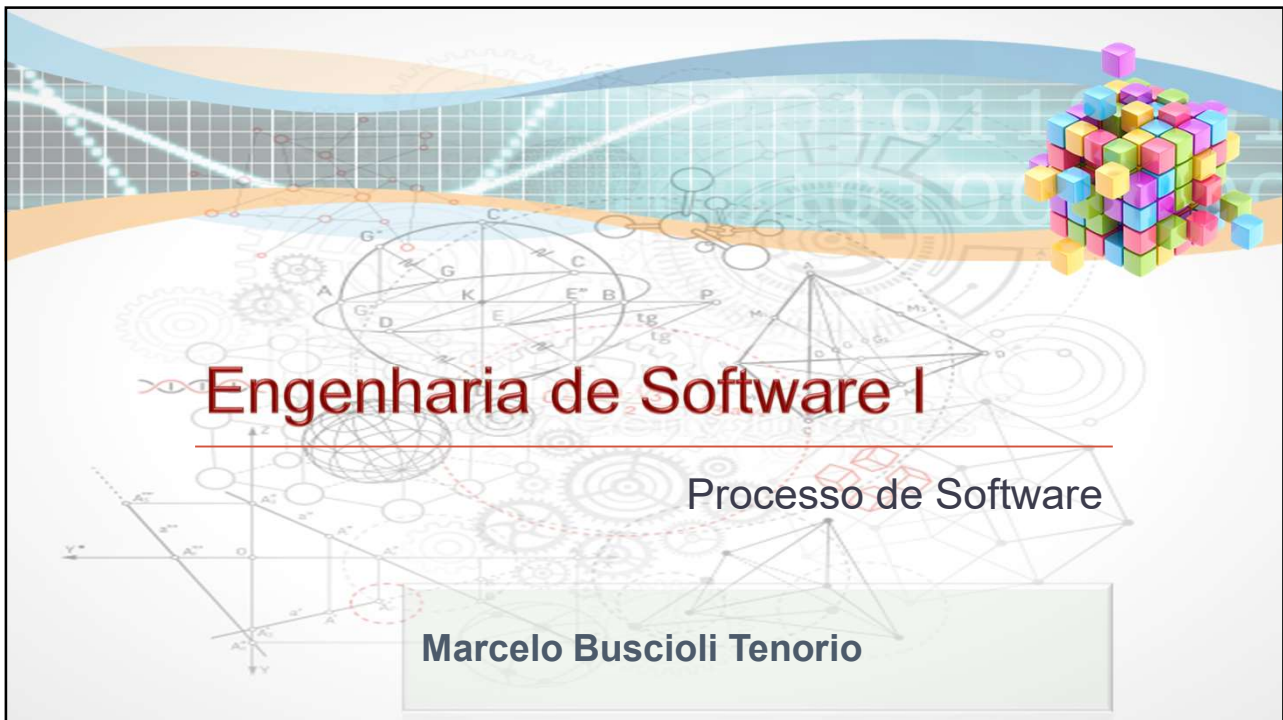 Engenharia de Software I
Processo de Software
Marcelo Buscioli Tenorio